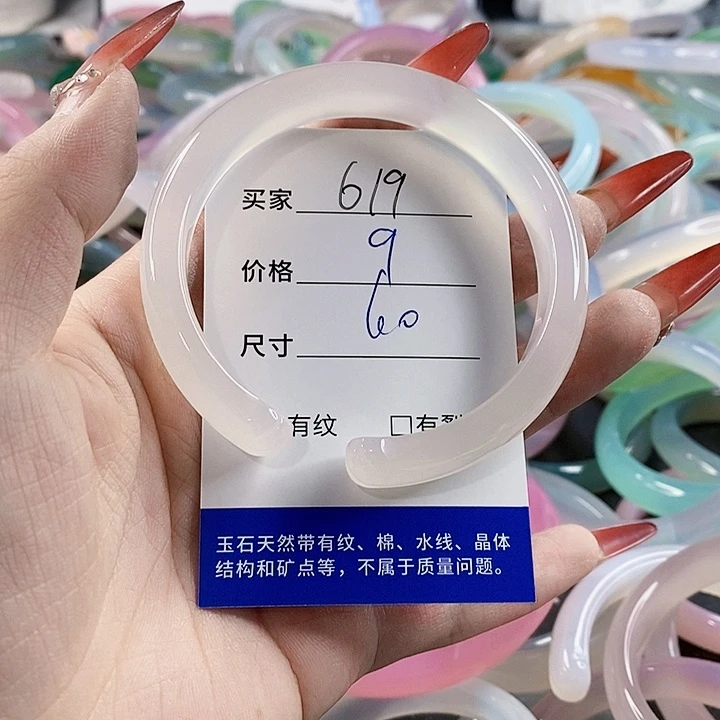 买家 619
价格 9
尺寸 60
有纹 □有裂
玉石天然带有纹、棉、水线、晶体
结构和矿点等，不属于质量问题。